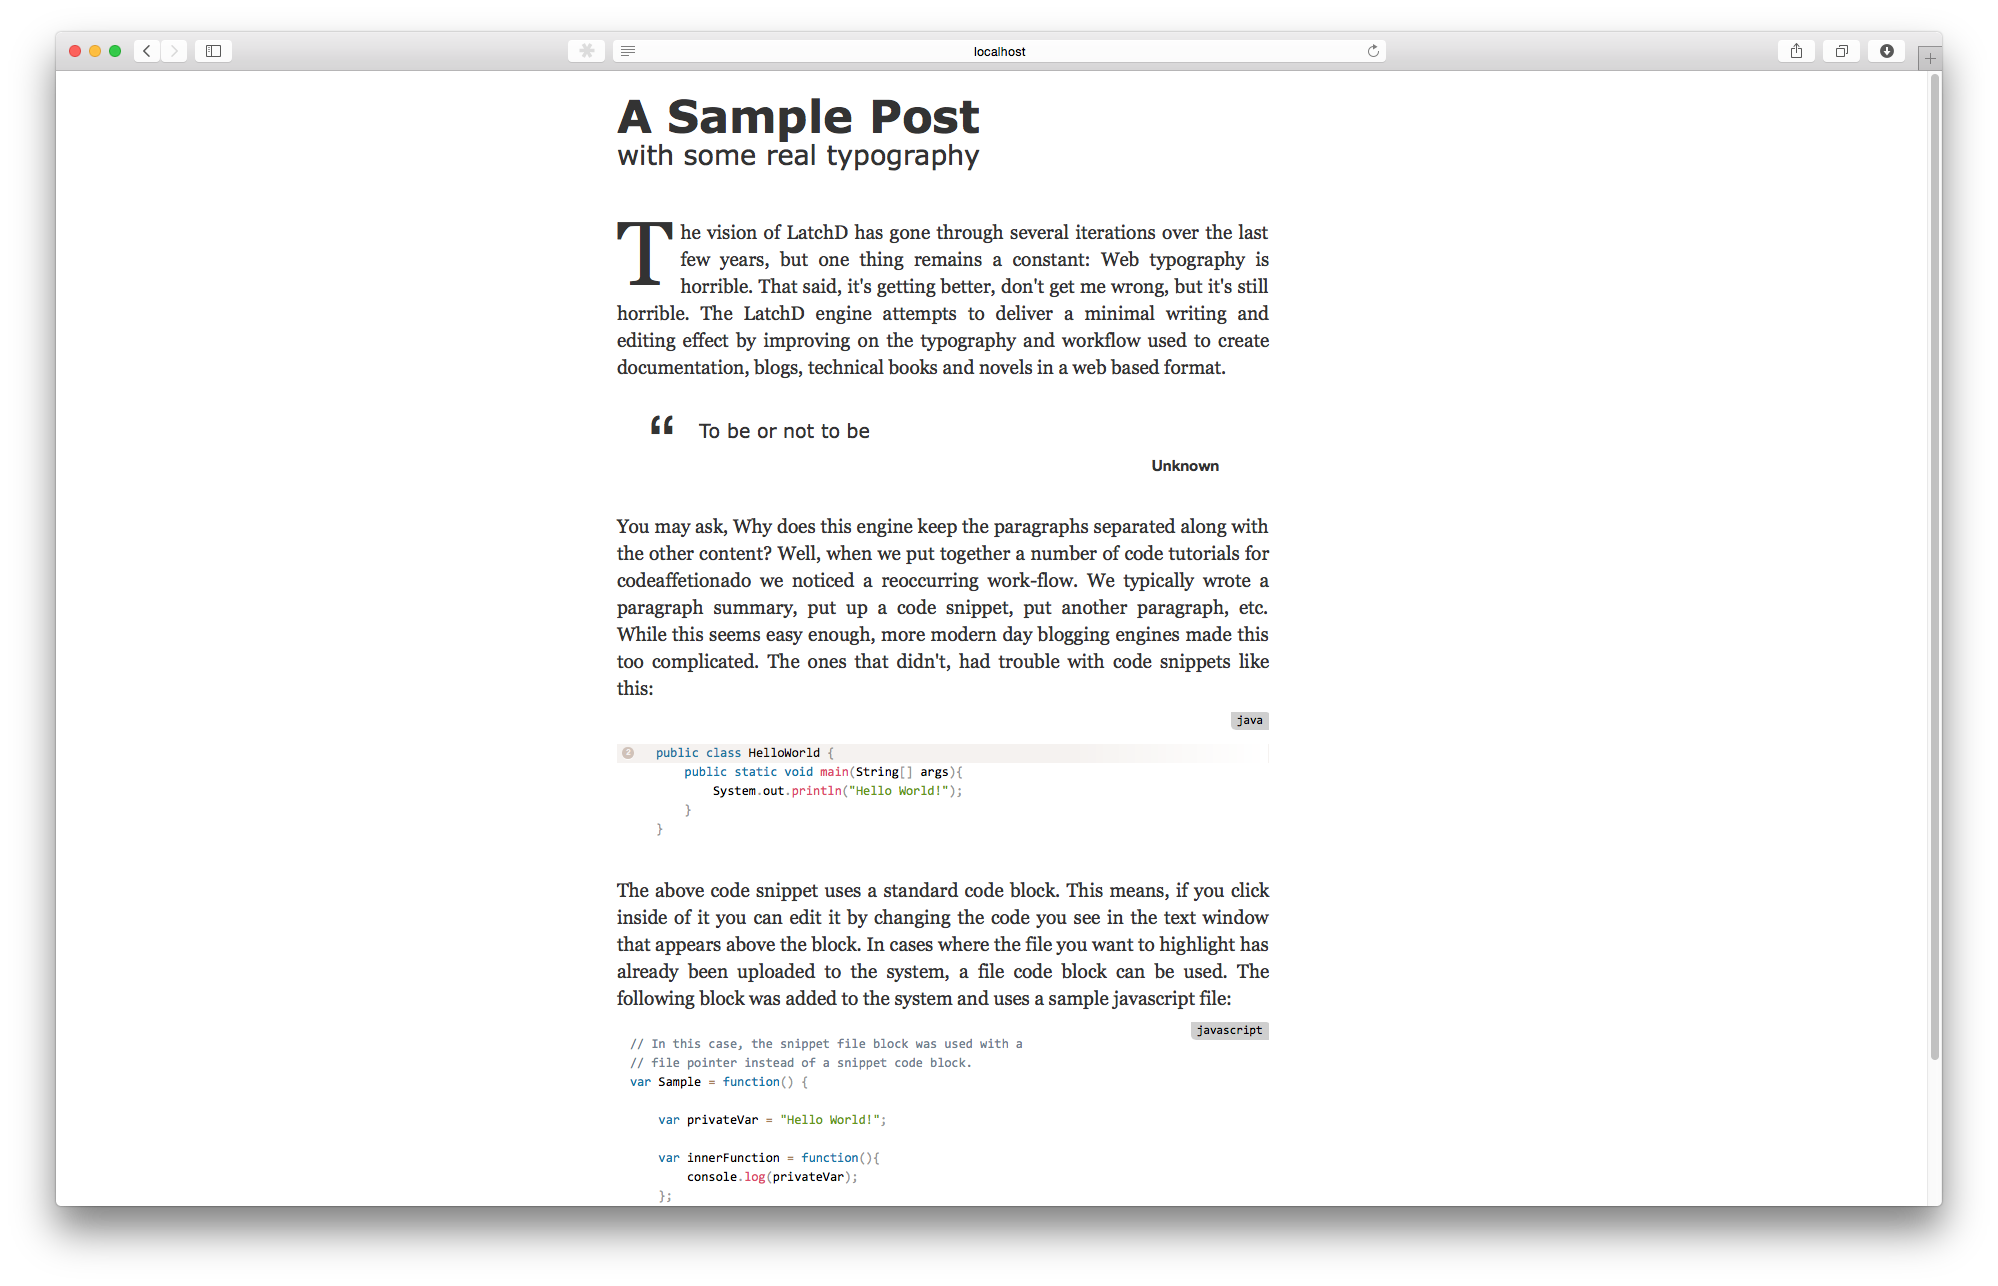 localhost
A Sample Post
with some real typography
The vision of LatchD has gone through several iterations over the last
few years, but one thing remains a constant: Web typography is
horrible. That said, it's getting better, don't get me wrong, but it's still
horrible. The LatchD engine attempts to deliver a minimal writing and
editing effect by improving on the typography and workflow used to create
documentation, blogs, technical books and novels in a web based format.
“ To be or not to be
Unknown
You may ask, Why does this engine keep the paragraphs separated along with
the other content? Well, when we put together a number of code tutorials for
codeaffetionado we noticed a reoccurring work-flow. We typically wrote a
paragraph summary, put up a code snippet, put another paragraph, etc.
While this seems easy enough, more modern day blogging engines made this
too complicated. The ones that didn't, had trouble with code snippets like
this:
java
2 public class HelloWorld {
public static void main(String[] args){
System.out.println("Hello World!");
}
}
The above code snippet uses a standard code block. This means, if you click
inside of it you can edit it by changing the code you see in the text window
that appears above the block. In cases where the file you want to highlight has
already been uploaded to the system, a file code block can be used. The
following block was added to the system and uses a sample javascript file:
javascript
// In this case, the snippet file block was used with a
// file pointer instead of a snippet code block.
var Sample = function() {
var privateVar = "Hello World!";
var innerFunction = function(){
console.log(privateVar);
};